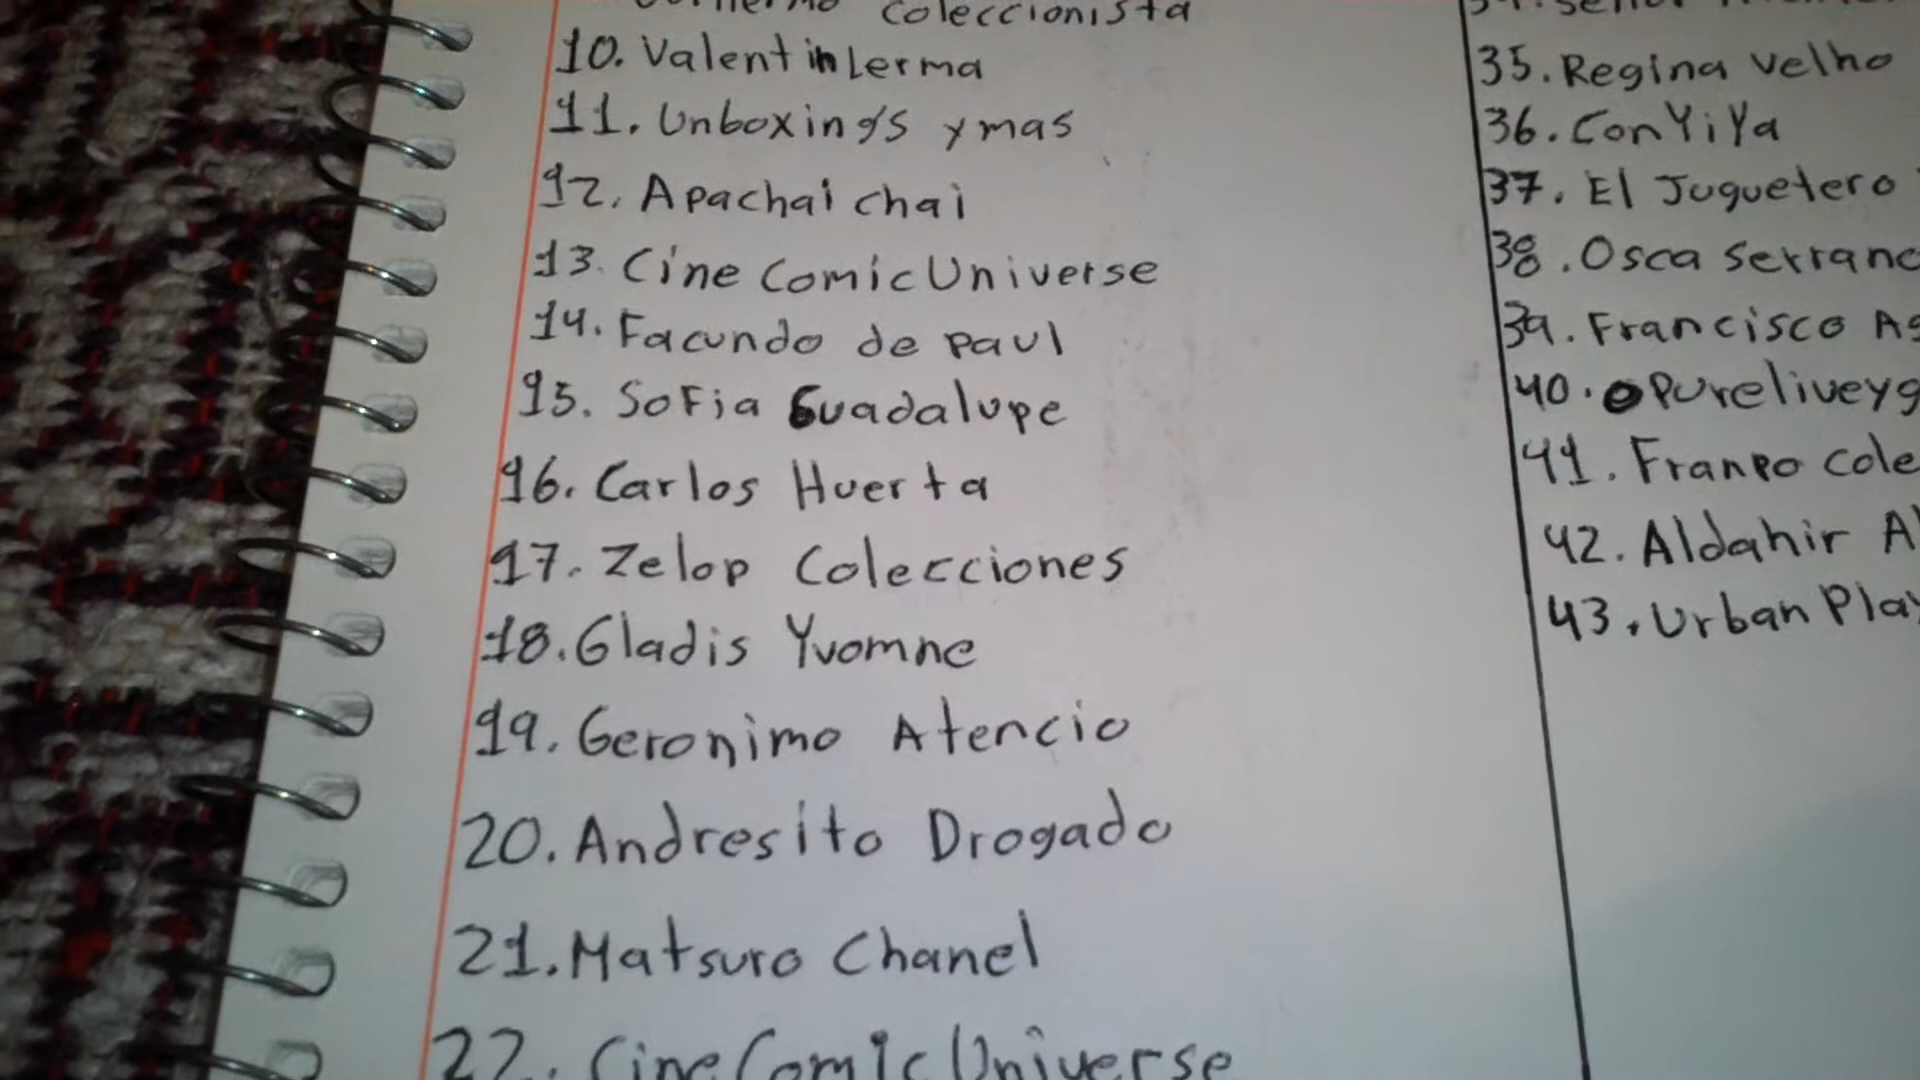 Coleccionista
10. Valentin Lerma
11. Unboxings y mas
12. Apachai chai
13. Cine Comic Universe
14. Facundo de paul
15. Sofia Guadalupe
16. Carlos Huerta
17. Zelop Colecciones
18. Gladis Yvomne
19. Geronimo Atencio
20. Andresito Drogado
21. Matsuro Chanel
22. Cine Comic Universe
35. Regina Velho
36. Con Yi Ya
37. El Juguetero
38. Osca Serrano
39. Francisco
40.
41. Franpo
42. Aldahir
43. Urban